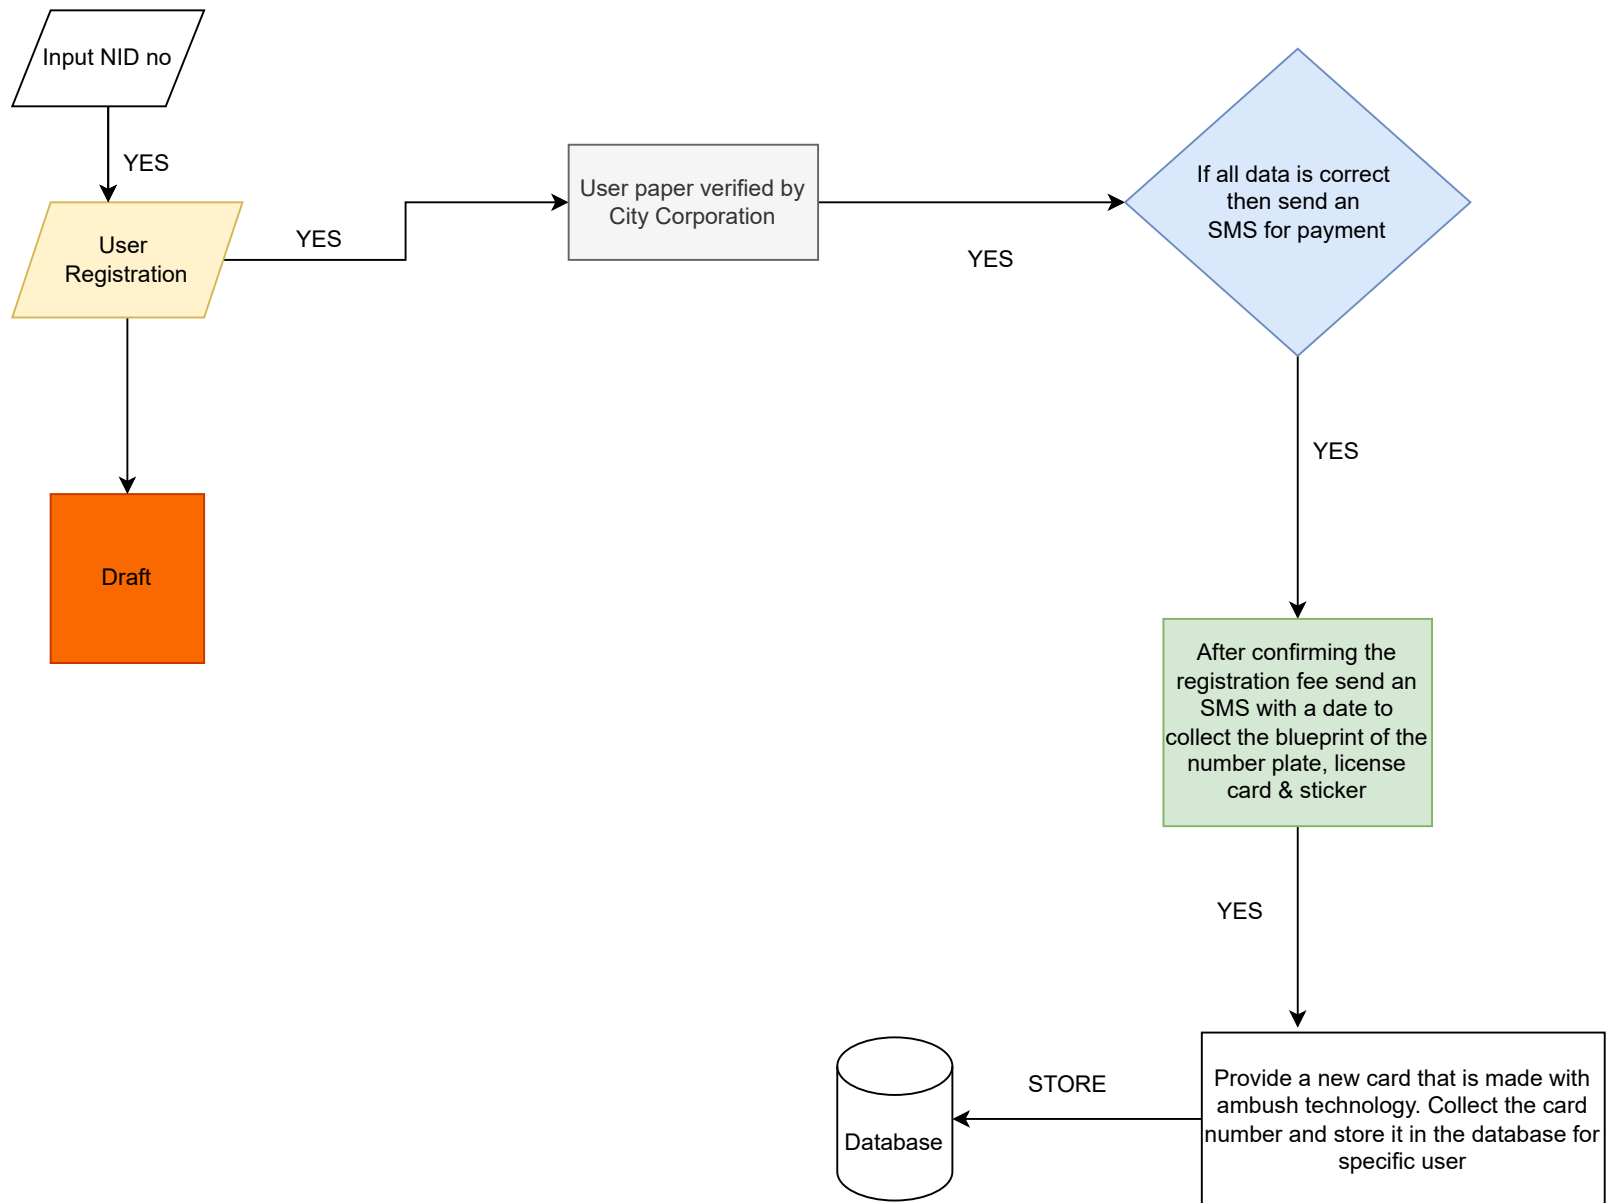 Input NID no
YES
User
Registration
YES
User paper verified by
City Corporation
YES
If all data is correct
then send an
SMS for payment
YES
Draft
After confirming the
registration fee send an
SMS with a date to
collect the blueprint of the
number plate, license
card & sticker
YES
Provide a new card that is made with
ambush technology. Collect the card
number and store it in the database for
specific user
STORE
Database